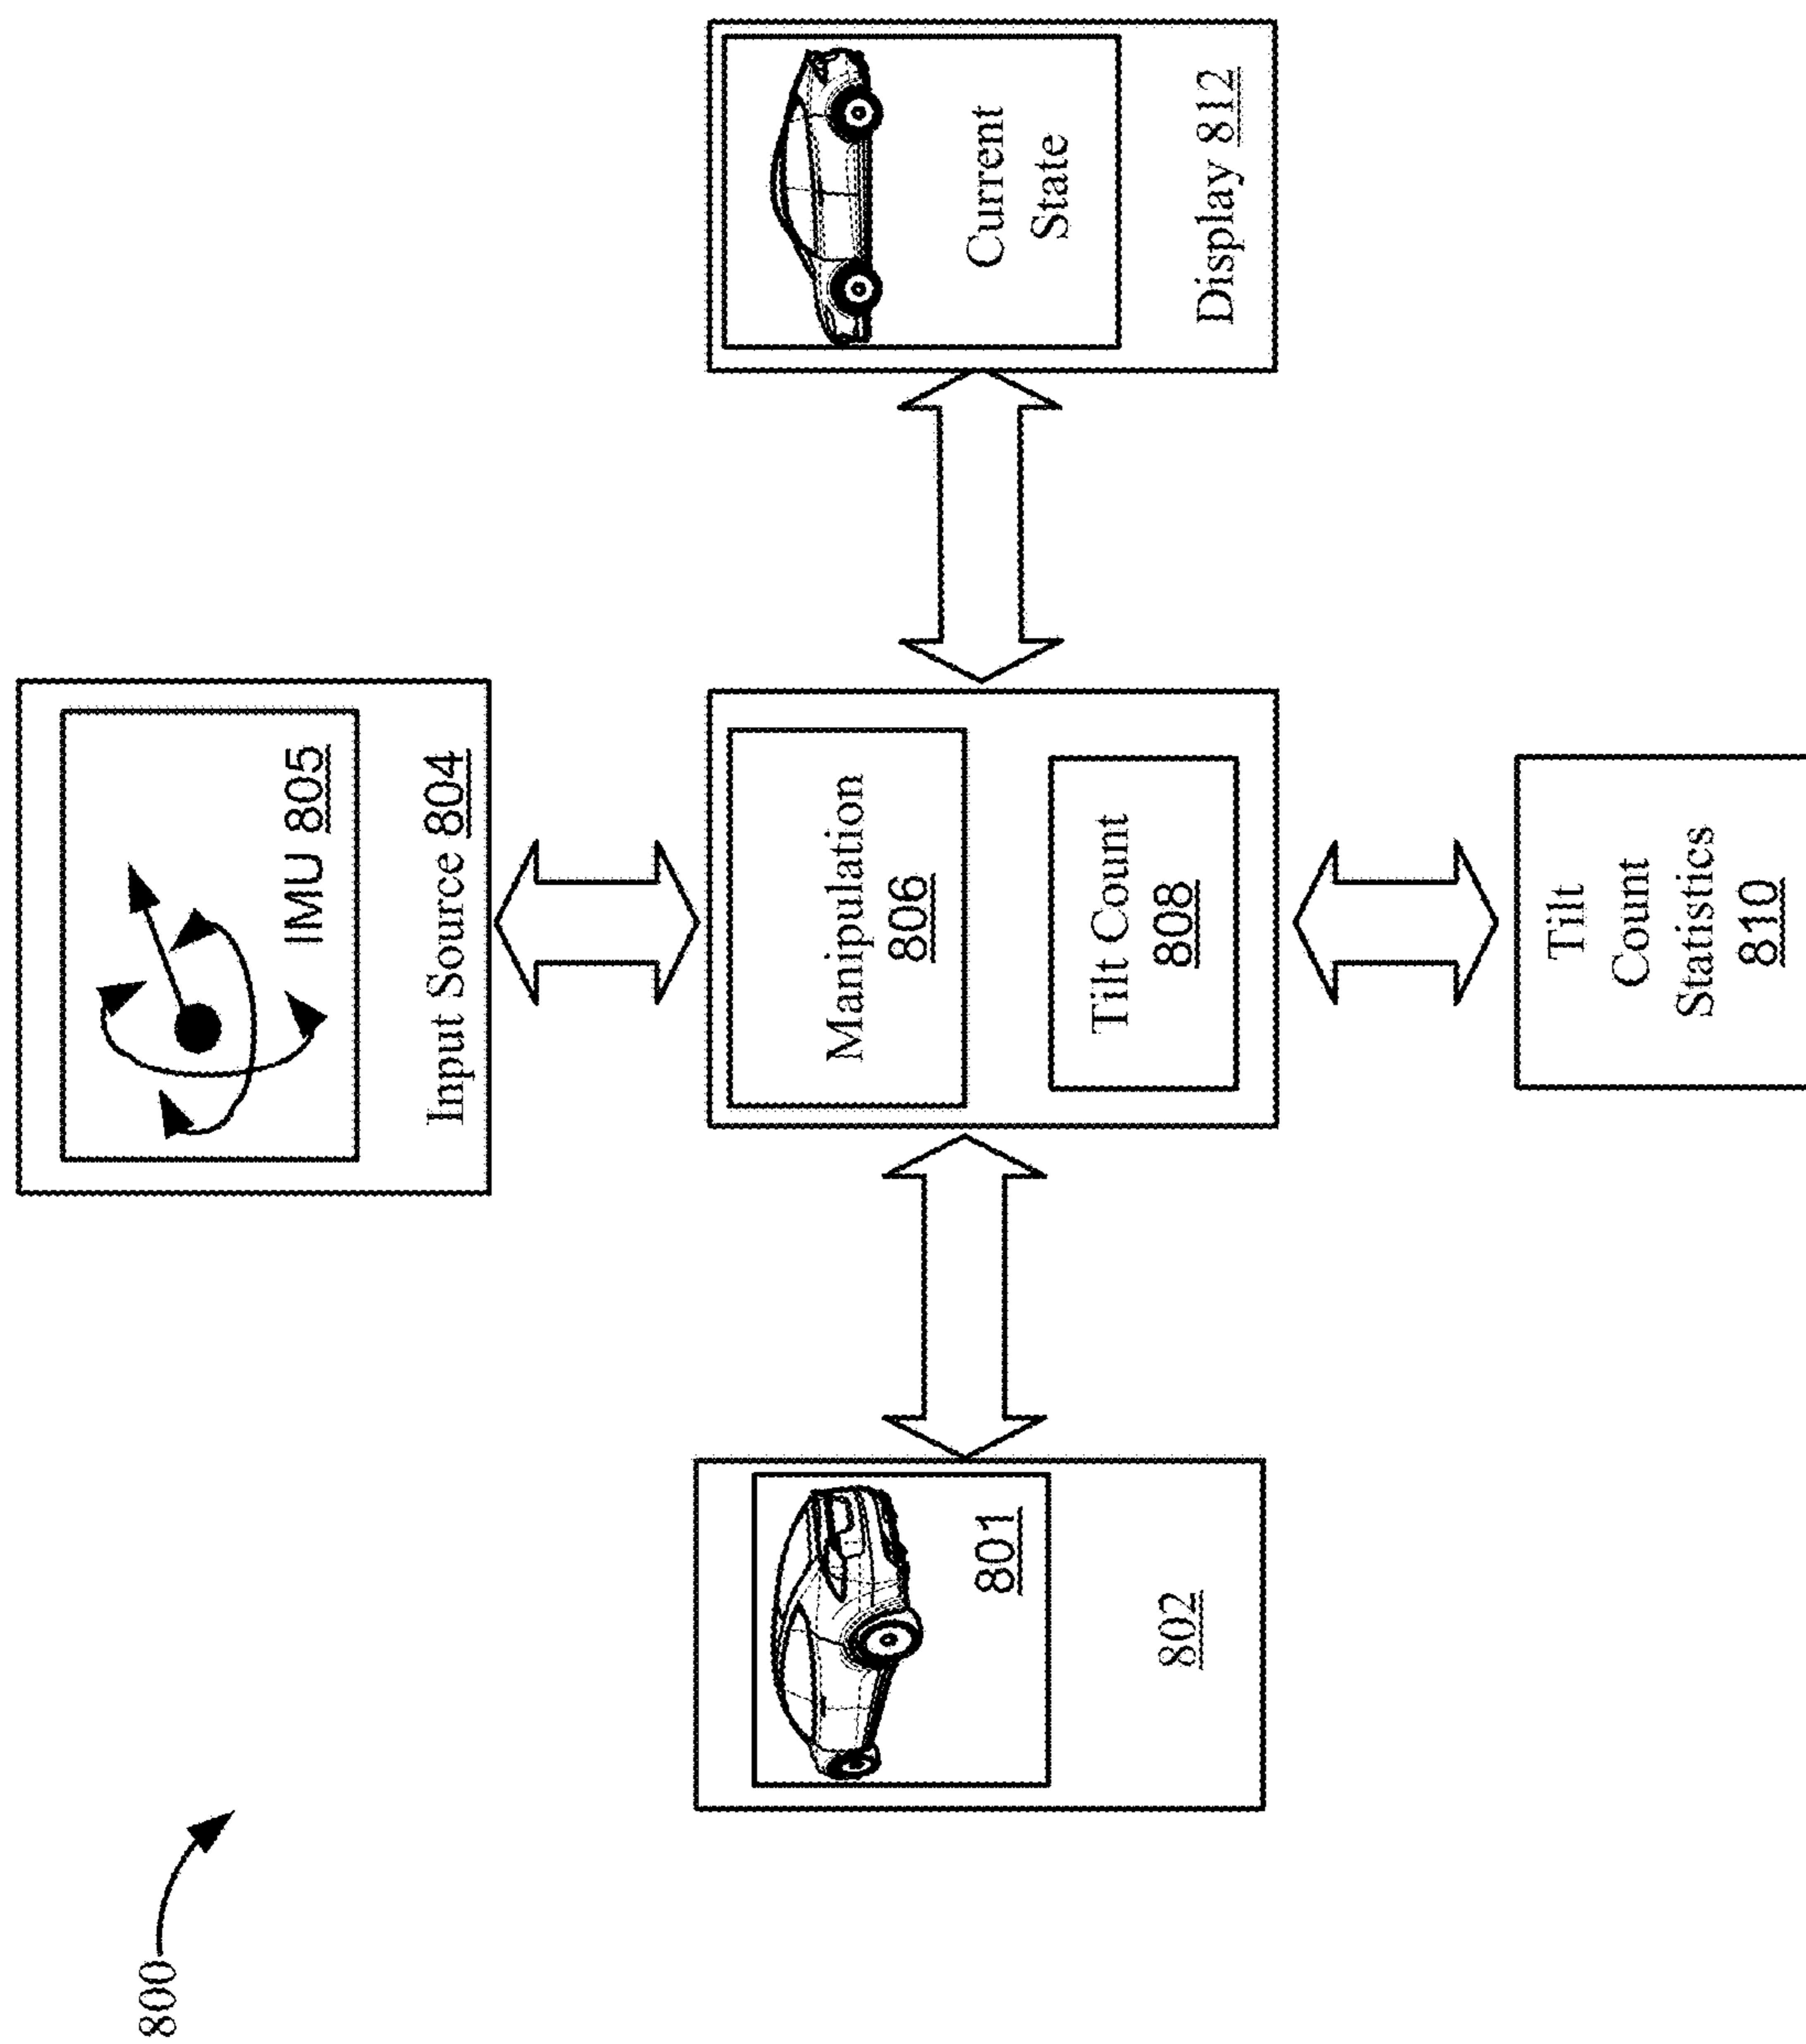 800
IMU 805
Input Source 804
801
802
Manipulation
806
Tilt Count
808
Current
State
Display 812
Tilt
Count
Statistics
810